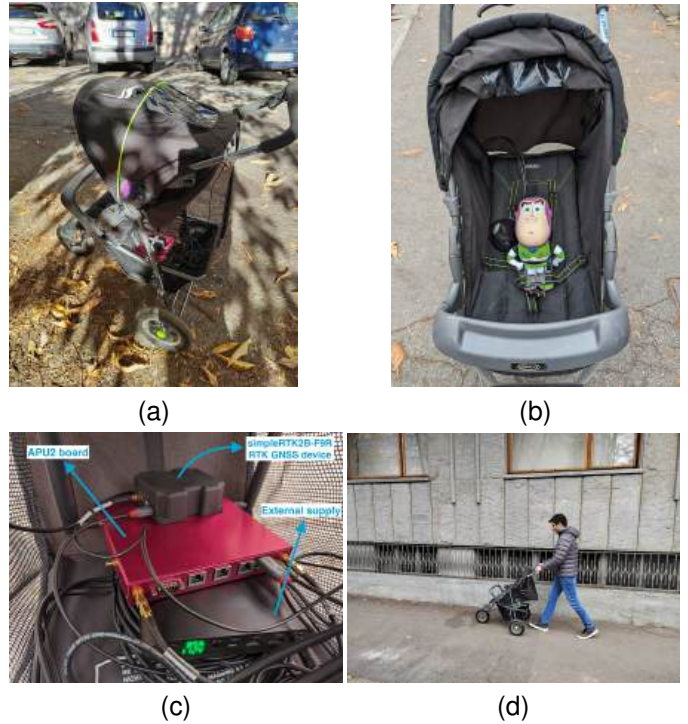 (a)
(b)
APU2 board
simpleRTK2B-F9R
RTK GNSS device
External supply
(c)
(d)